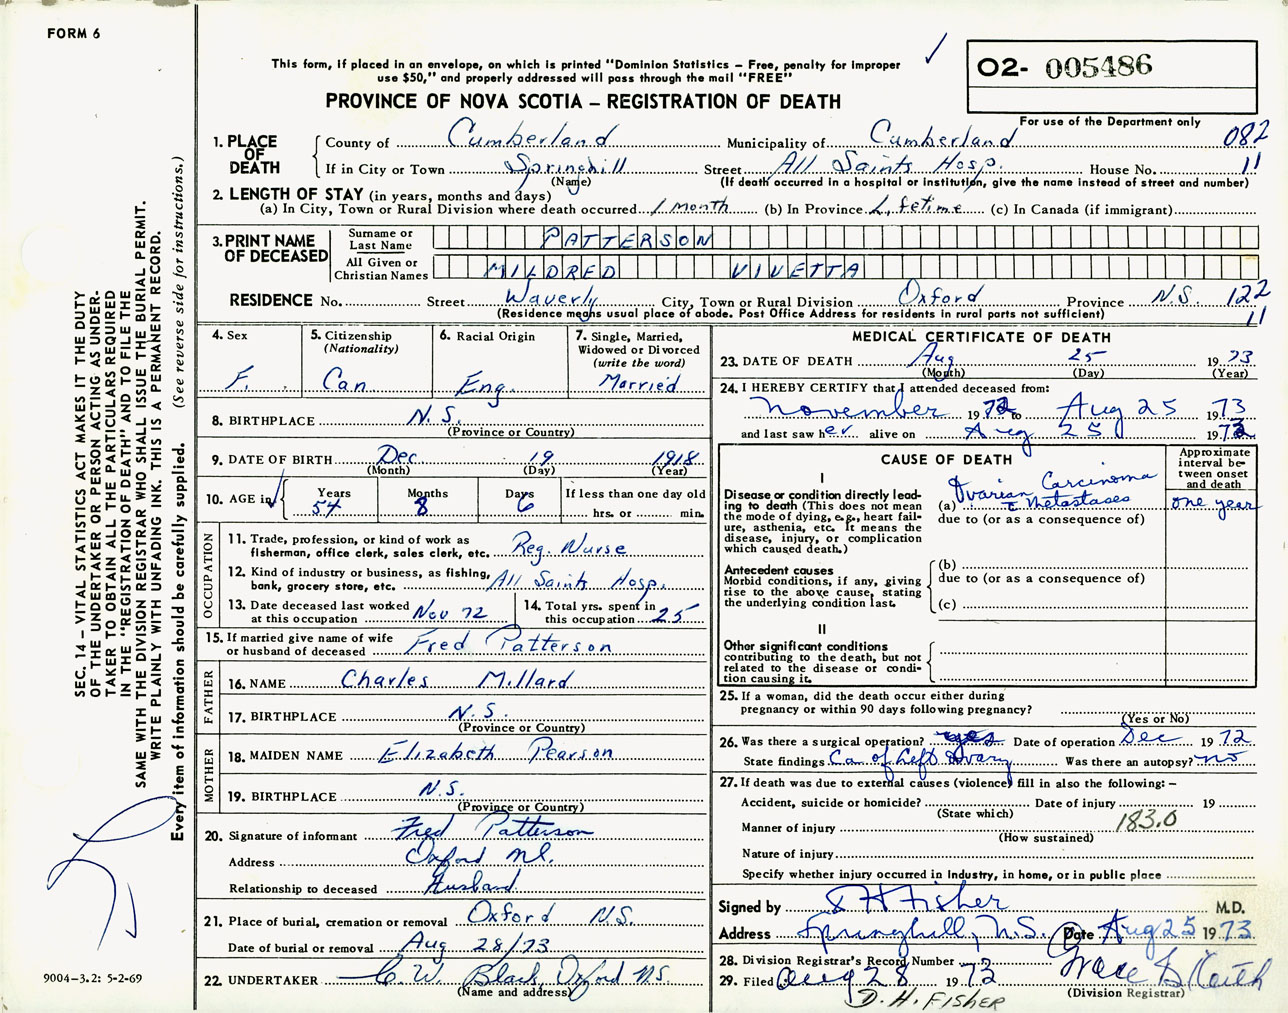 FORM 6
This form, if placed in an envelope, on which is printed "Dominion Statistics – Free, penalty for improper
use $50," and properly addressed will pass through the mail "FREE"
PROVINCE OF NOVA SCOTIA – REGISTRATION OF DEATH
O2- 005486
For use of the Department only
082
11
1. PLACE OF DEATH
County of Cumberland Municipality of Cumberland
If in City or Town Springhill Street All Saints Hosp. House No.
(Name) (If death occurred in a hospital or institution, give the name instead of street and number)
2. LENGTH OF STAY (in years, months and days)
(a) In City, Town or Rural Division where death occurred 1 month (b) In Province Lifetime (c) In Canada (if immigrant)
3. PRINT NAME OF DECEASED
Surname or Last Name PATTERSON
All Given or Christian Names MILDRED VIVETTA
RESIDENCE No. Street Waverly City, Town or Rural Division Oxford Province N.S. 122
(Residence means usual place of abode. Post Office Address for residents in rural parts not sufficient) 11
4. Sex
F.
5. Citizenship
(Nationality)
Can
6. Racial Origin
Eng.
7. Single, Married,
Widowed or Divorced
(write the word)
Married
8. BIRTHPLACE N.S.
(Province or Country)
9. DATE OF BIRTH Dec 19 1918
(Month) (Day) (Year)
10. AGE in Years 54 Months 8 Days 6 If less than one day old
hrs. or min.
OCCUPATION
11. Trade, profession, or kind of work as
fisherman, office clerk, sales clerk, etc. Reg. Nurse
12. Kind of industry or business, as fishing,
bank, grocery store, etc. All Saints Hosp.
13. Date deceased last worked
at this occupation Nov 72
14. Total yrs. spent in
this occupation 25
15. If married give name of wife
or husband of deceased Fred Patterson
FATHER
16. NAME Charles Millard
17. BIRTHPLACE N.S.
(Province or Country)
MOTHER
18. MAIDEN NAME Elizabeth Pearson
19. BIRTHPLACE N.S.
(Province or Country)
20. Signature of informant Fred Patterson
Address Oxford N.S.
Relationship to deceased Husband
21. Place of burial, cremation or removal Oxford N.S.
Date of burial or removal Aug 28/73
22. UNDERTAKER C. W. Black, Oxford N.S.
(Name and address)
MEDICAL CERTIFICATE OF DEATH
23. DATE OF DEATH Aug 25 1973
(Month) (Day) (Year)
24. I HEREBY CERTIFY that I attended deceased from:
November 1972 to Aug 25 1973
and last saw her alive on Aug 25 1973
CAUSE OF DEATH
Approximate
interval be-
tween onset
and death
I
Disease or condition directly lead-
ing to death (This does not mean
the mode of dying, e.g., heart fail-
ure, asthenia, etc. It means the
disease, injury, or complication
which caused death.)
(a) Ovarian Carcinoma
c̄ Metastases one year
due to (or as a consequence of)
Antecedent causes
Morbid conditions, if any, giving
rise to the above cause, stating
the underlying condition last.
(b)
due to (or as a consequence of)
(c)
II
Other significant conditions
contributing to the death, but not
related to the disease or condi-
tion causing it.
25. If a woman, did the death occur either during
pregnancy or within 90 days following pregnancy?
(Yes or No)
26. Was there a surgical operation? yes Date of operation Dec 1972
State findings Ca. of Left Ovary Was there an autopsy? no
27. If death was due to external causes (violence) fill in also the following: –
Accident, suicide or homicide? Date of injury 19
(State which)
Manner of injury 183.0
(How sustained)
Nature of injury
Specify whether injury occurred in industry, in home, or in public place
Signed by Fisher M.D.
Address Springhill, N.S. Date Aug 25 1973
28. Division Registrar's Record Number
29. Filed Aug 28 1973 Grace B Keith
(Division Registrar)
D. H. FISHER
SEC. 14 – VITAL STATISTICS ACT MAKES IT THE DUTY
OF THE UNDERTAKER OR PERSON ACTING AS UNDER-
TAKER TO OBTAIN ALL THE PARTICULARS REQUIRED
IN THE "REGISTRATION OF DEATH" AND TO FILE THE
SAME WITH THE DIVISION REGISTRAR WHO SHALL ISSUE THE BURIAL PERMIT.
WRITE PLAINLY WITH UNFADING INK. THIS IS A PERMANENT RECORD.
Every item of information should be carefully supplied. (See reverse side for instructions.)
9004-3.2: 5-2-69